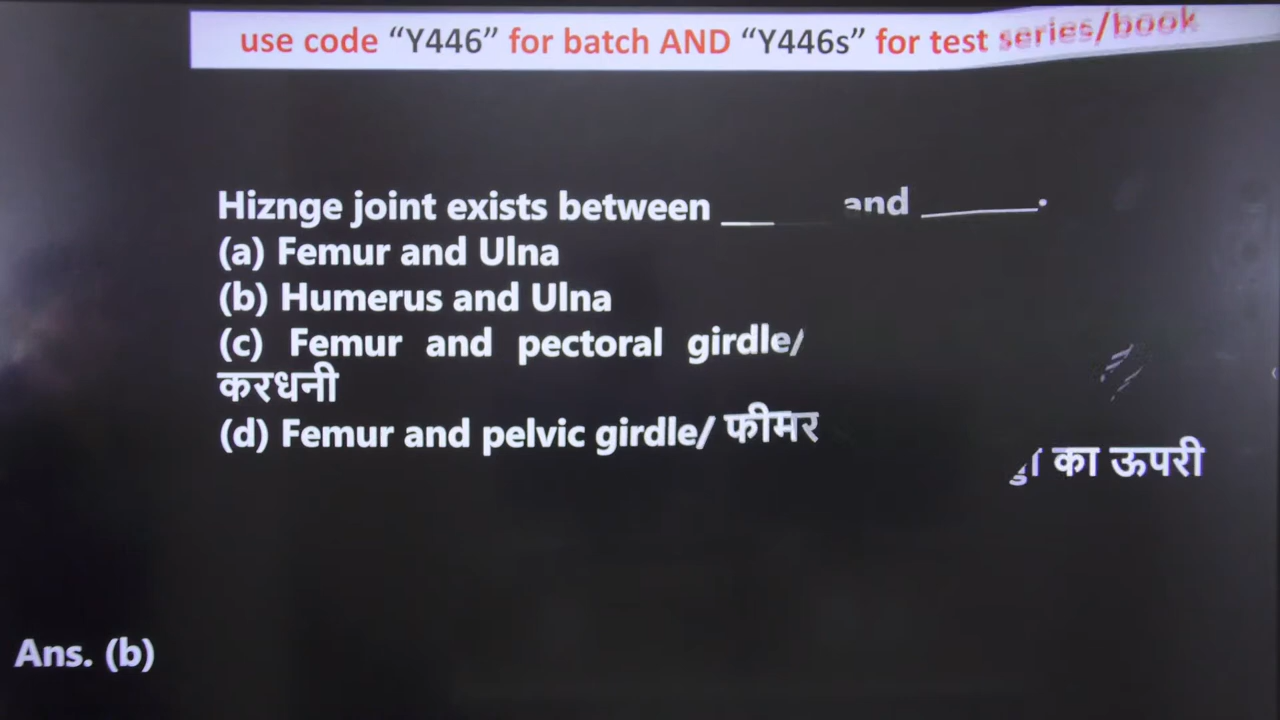 use code “Y446” for batch AND “Y446s” for test series/book
Hiznge joint exists between ___ and ______.
(a) Femur and Ulna
(b) Humerus and Ulna
(c) Femur and pectoral girdle/
करधनी
(d) Femur and pelvic girdle/ फीमर
का ऊपरी
Ans. (b)